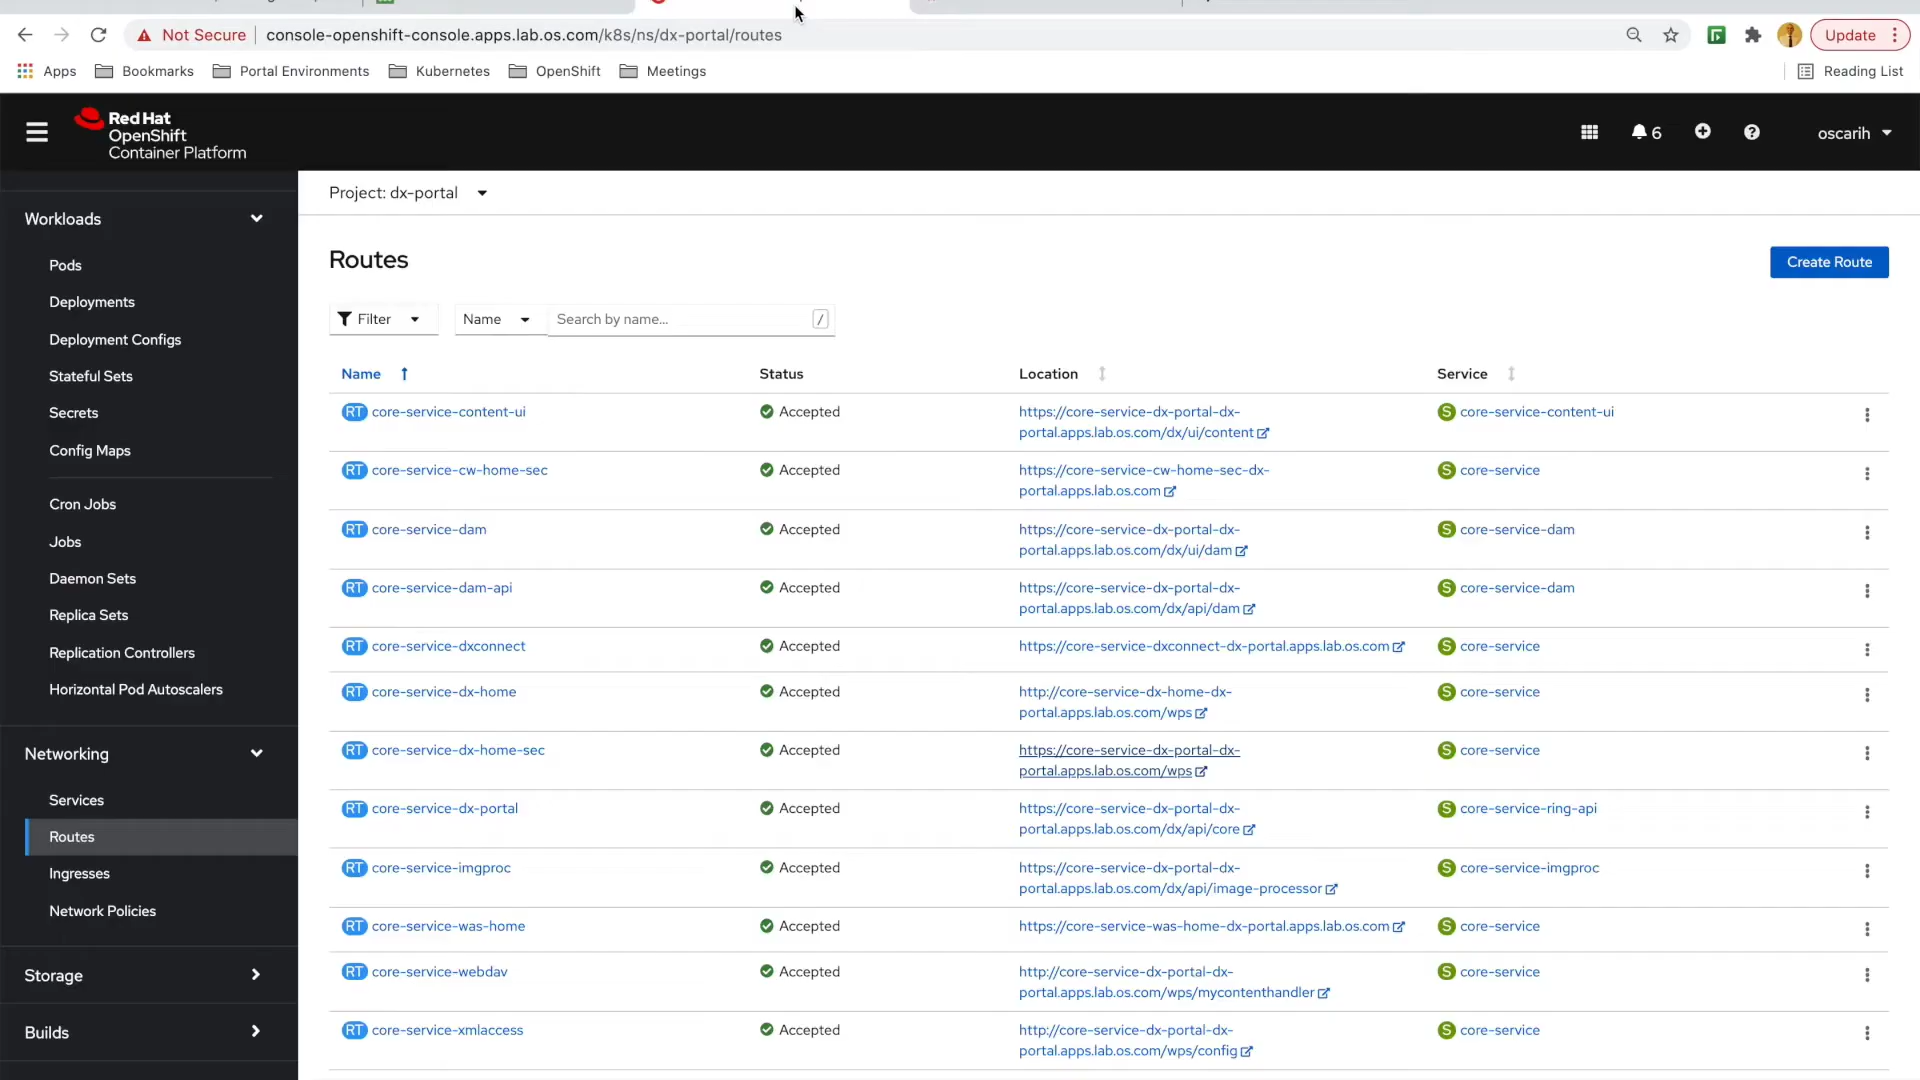 Not Secure
console-openshift-console.apps.lab.os.com/k8s/ns/dx-portal/routes
Update
Apps
Bookmarks
Portal Environments
Kubernetes
OpenShift
Meetings
Reading List
Red Hat
OpenShift
Container Platform
6
oscarih
Workloads
Pods
Deployments
Deployment Configs
Stateful Sets
Secrets
Config Maps
Cron Jobs
Jobs
Daemon Sets
Replica Sets
Replication Controllers
Horizontal Pod Autoscalers
Networking
Services
Routes
Ingresses
Network Policies
Storage
Builds
Project: dx-portal
Routes
Create Route
Filter
Name
Search by name...
/
Name
Status
Location
Service
RT core-service-content-ui
Accepted
https://core-service-dx-portal-dx-
portal.apps.lab.os.com/dx/ui/content
S core-service-content-ui
RT core-service-cw-home-sec
Accepted
https://core-service-cw-home-sec-dx-
portal.apps.lab.os.com
S core-service
RT core-service-dam
Accepted
https://core-service-dx-portal-dx-
portal.apps.lab.os.com/dx/ui/dam
S core-service-dam
RT core-service-dam-api
Accepted
https://core-service-dx-portal-dx-
portal.apps.lab.os.com/dx/api/dam
S core-service-dam
RT core-service-dxconnect
Accepted
https://core-service-dxconnect-dx-portal.apps.lab.os.com
S core-service
RT core-service-dx-home
Accepted
http://core-service-dx-home-dx-
portal.apps.lab.os.com/wps
S core-service
RT core-service-dx-home-sec
Accepted
https://core-service-dx-portal-dx-
portal.apps.lab.os.com/wps
S core-service
RT core-service-dx-portal
Accepted
https://core-service-dx-portal-dx-
portal.apps.lab.os.com/dx/api/core
S core-service-ring-api
RT core-service-imgproc
Accepted
https://core-service-dx-portal-dx-
portal.apps.lab.os.com/dx/api/image-processor
S core-service-imgproc
RT core-service-was-home
Accepted
https://core-service-was-home-dx-portal.apps.lab.os.com
S core-service
RT core-service-webdav
Accepted
http://core-service-dx-portal-dx-
portal.apps.lab.os.com/wps/mycontenthandler
S core-service
RT core-service-xmlaccess
Accepted
http://core-service-dx-portal-dx-
portal.apps.lab.os.com/wps/config
S core-service